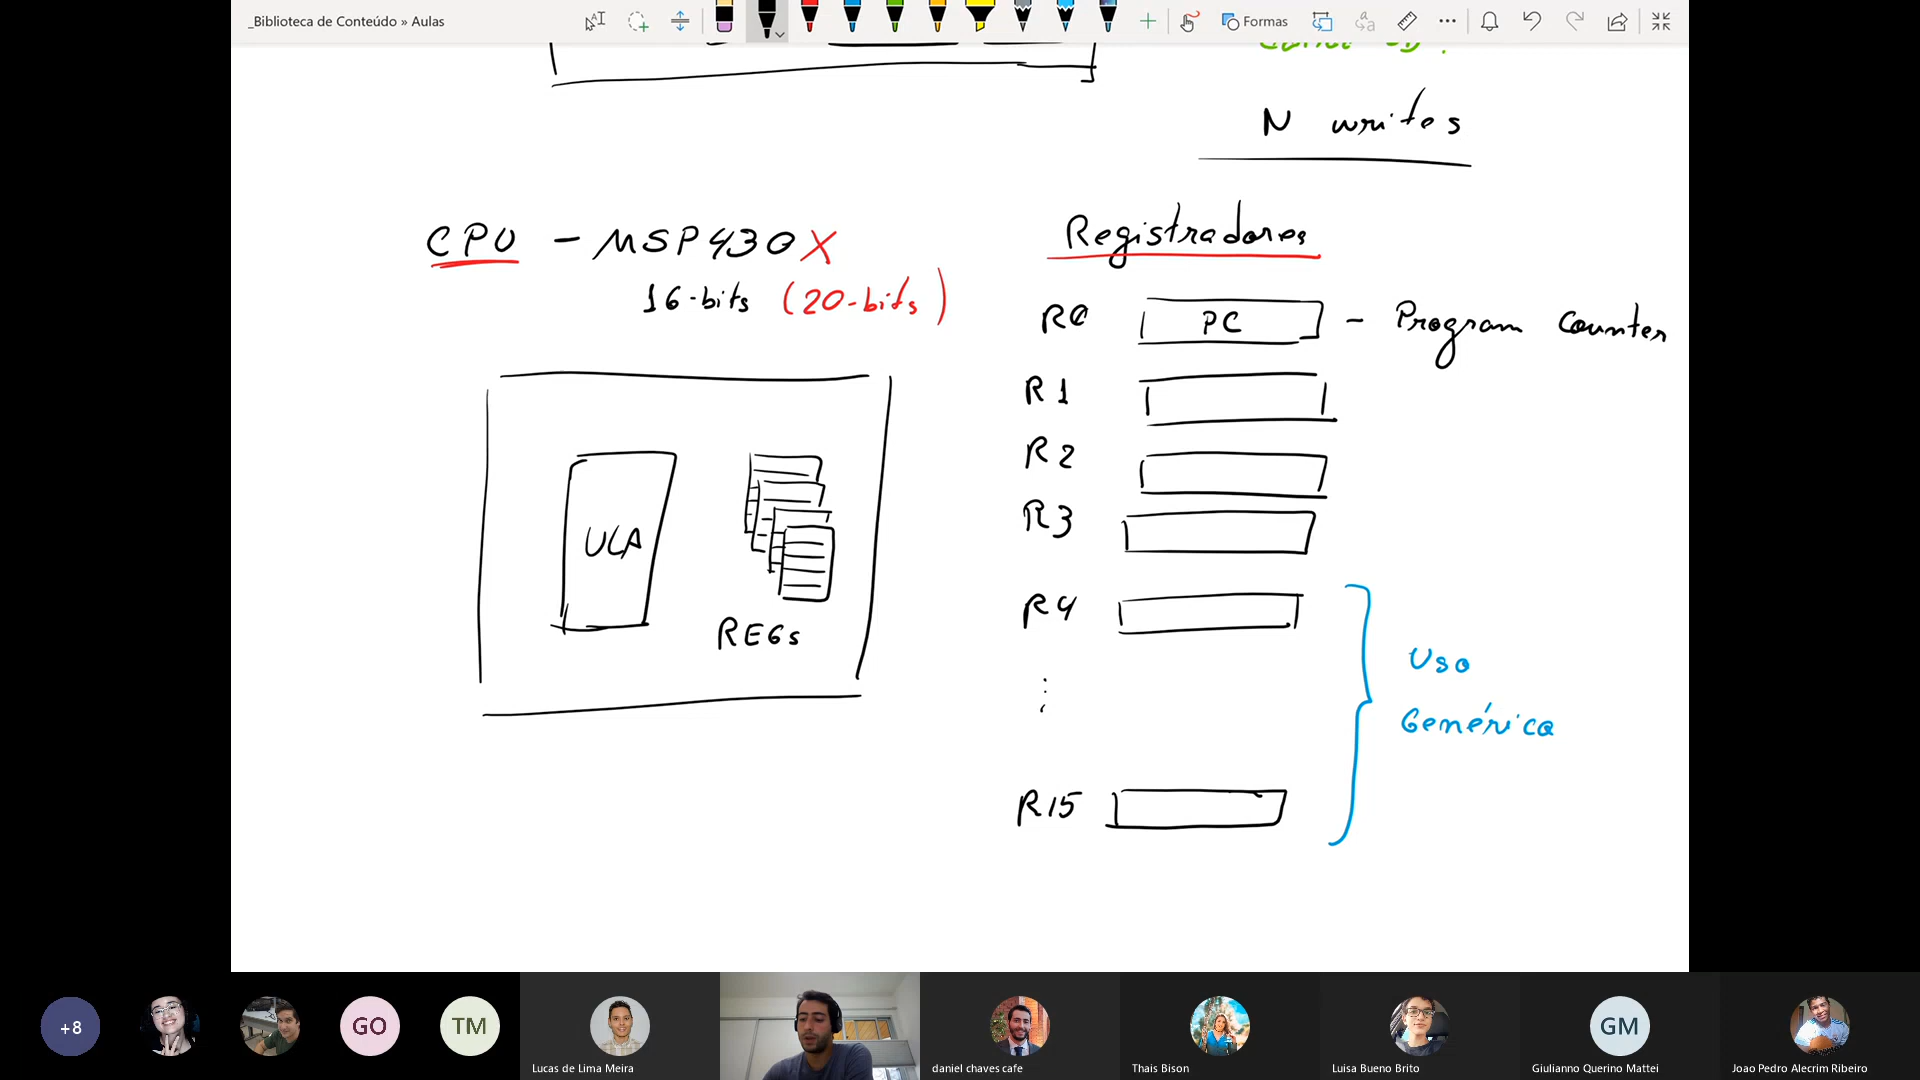 _Biblioteca de Conteúdo » Aulas
Formas
N writes
CPU - MSP430X
16-bits (20-bits)
ULA
REGs
Registradores
R0 PC - Program Counter
R1
R2
R3
R4
⋮
R15
Uso
Genérico
+8
GO
TM
Lucas de Lima Meira
daniel chaves cafe
Thais Bison
Luisa Bueno Brito
GM
Giulianno Querino Mattei
Joao Pedro Alecrim Ribeiro